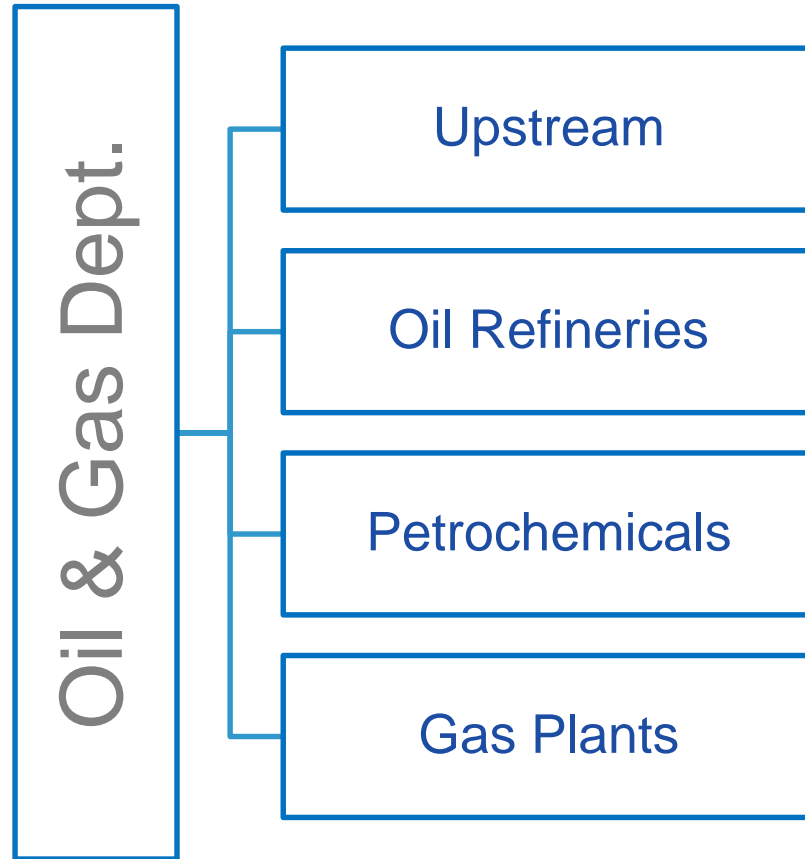 Oil & Gas Dept.
Upstream
Oil Refineries
Petrochemicals
Gas Plants